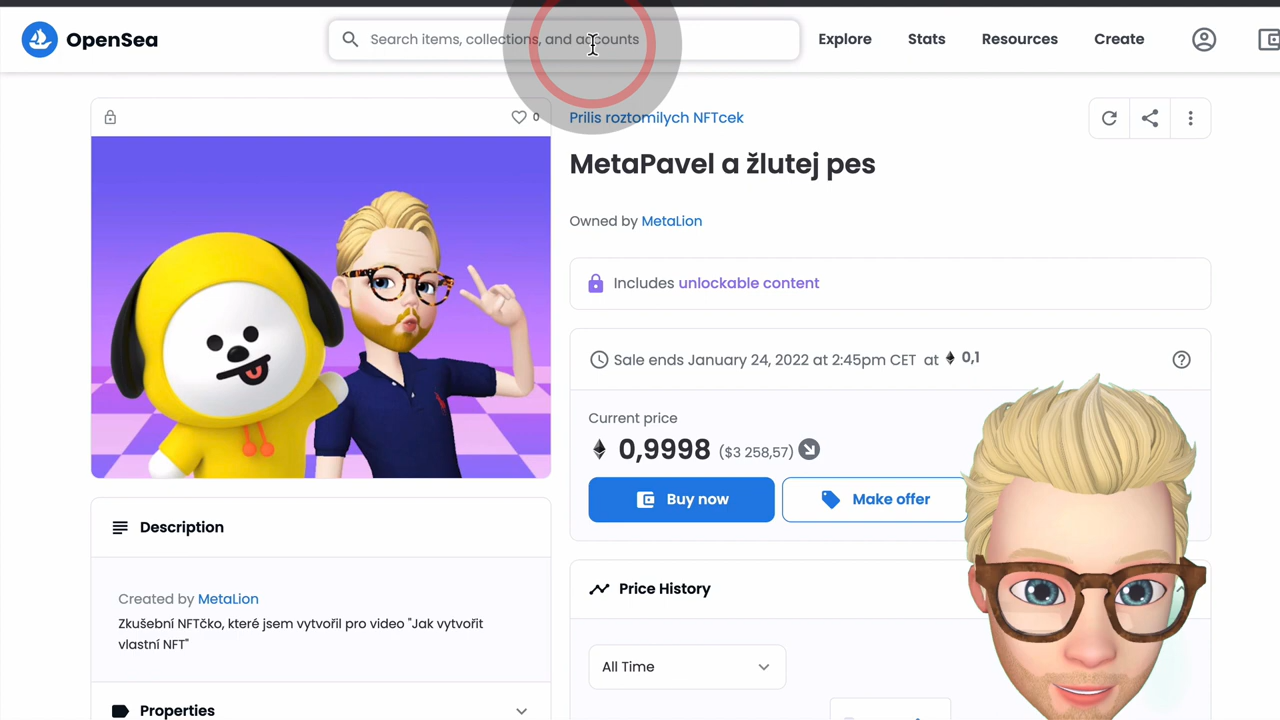 OpenSea
Search items, collections, and accounts
Explore
Stats
Resources
Create
0
Prilis roztomilych NFTcek
MetaPavel a žlutej pes
Owned by MetaLion
Includes unlockable content
Sale ends January 24, 2022 at 2:45pm CET at 0,1
Current price
0,9998 ($3 258,57)
Buy now
Make offer
Description
Created by MetaLion
Zkušební NFTčko, které jsem vytvořil pro video "Jak vytvořit
vlastní NFT"
Properties
Price History
All Time